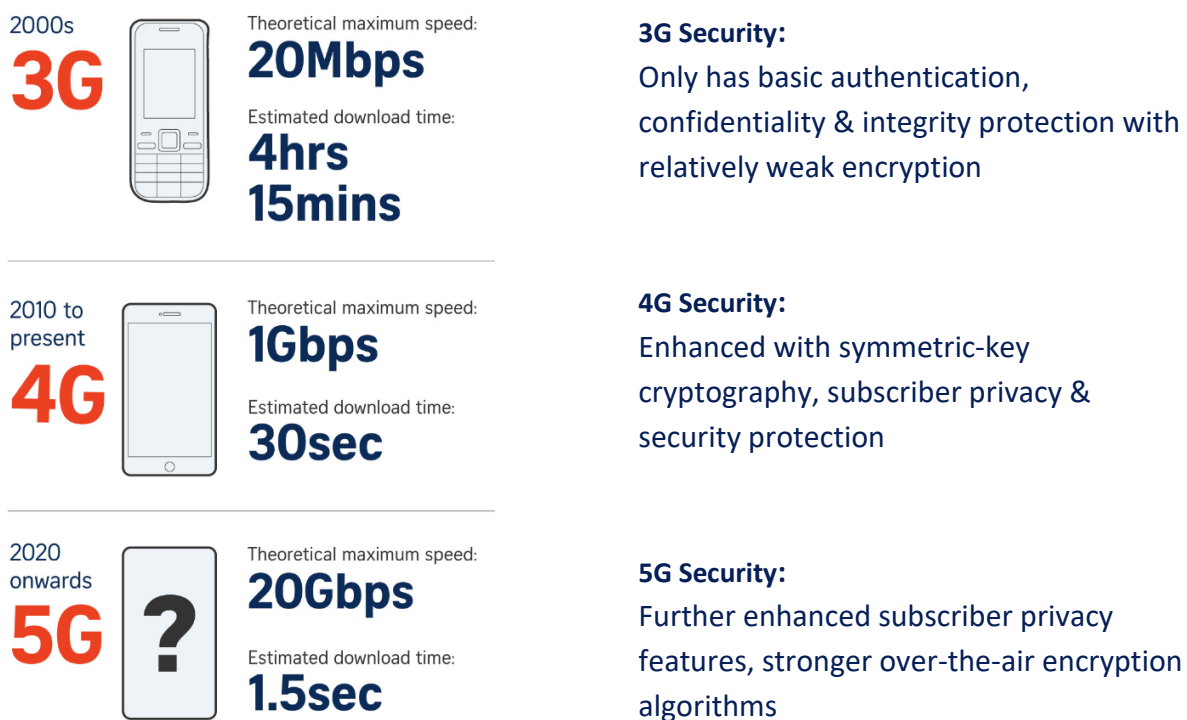 2000s
3G
Theoretical maximum speed:
20Mbps
Estimated download time:
4hrs
15mins
3G Security:
Only has basic authentication,
confidentiality & integrity protection with
relatively weak encryption
2010 to
present
4G
Theoretical maximum speed:
1Gbps
Estimated download time:
30sec
4G Security:
Enhanced with symmetric-key
cryptography, subscriber privacy &
security protection
2020
onwards
5G
?
Theoretical maximum speed:
20Gbps
Estimated download time:
1.5sec
5G Security:
Further enhanced subscriber privacy
features, stronger over-the-air encryption
algorithms